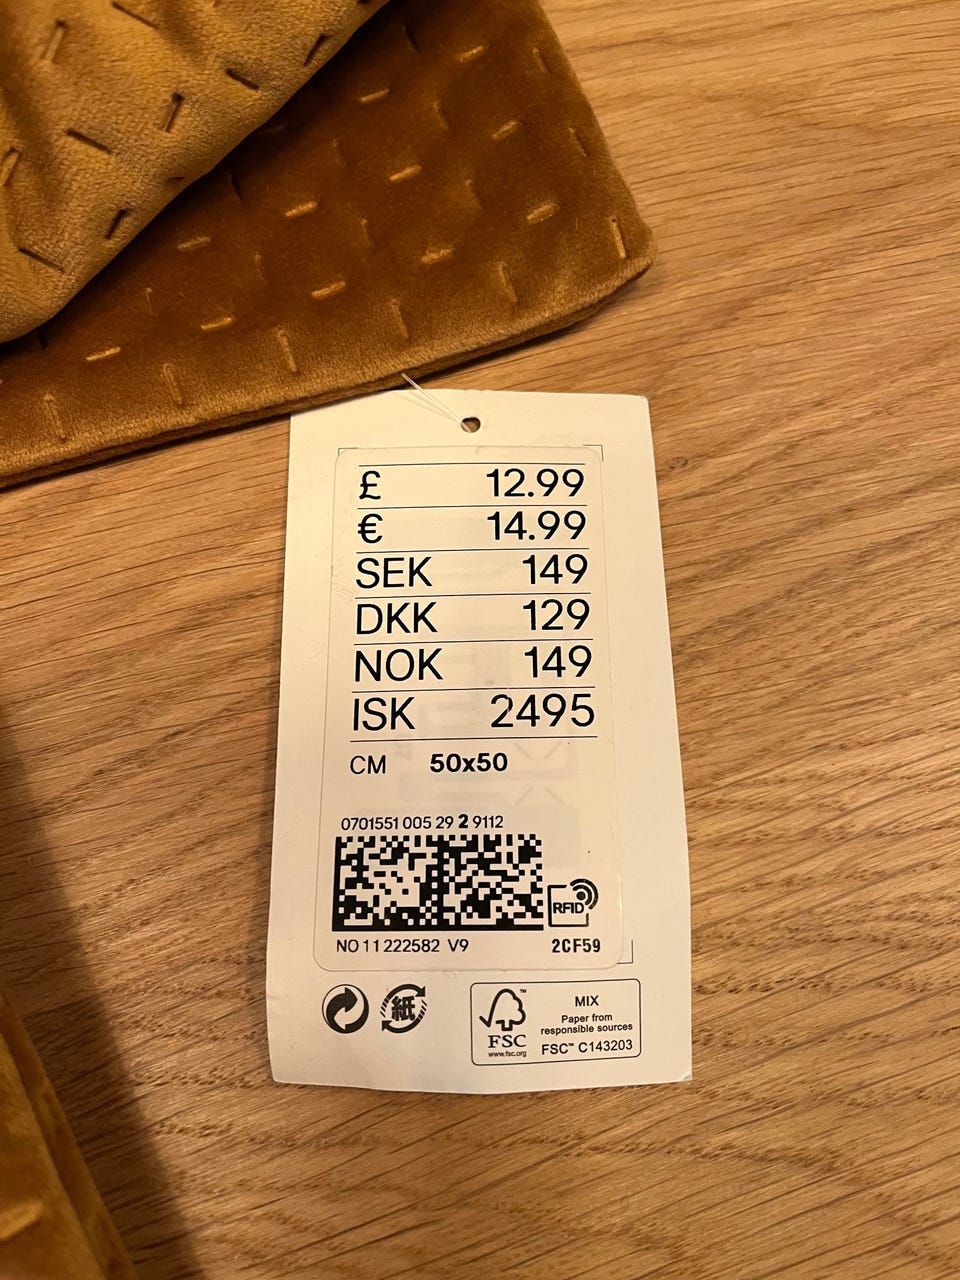 £ 12.99
€ 14.99
SEK 149
DKK 129
NOK 149
ISK 2495
CM 50x50
0701551 005 29 2 9112
RFID
NO 11 222582 V9 2CF59
紙
FSC
www.fsc.org
MIX
Paper from
responsible sources
FSC™ C143203